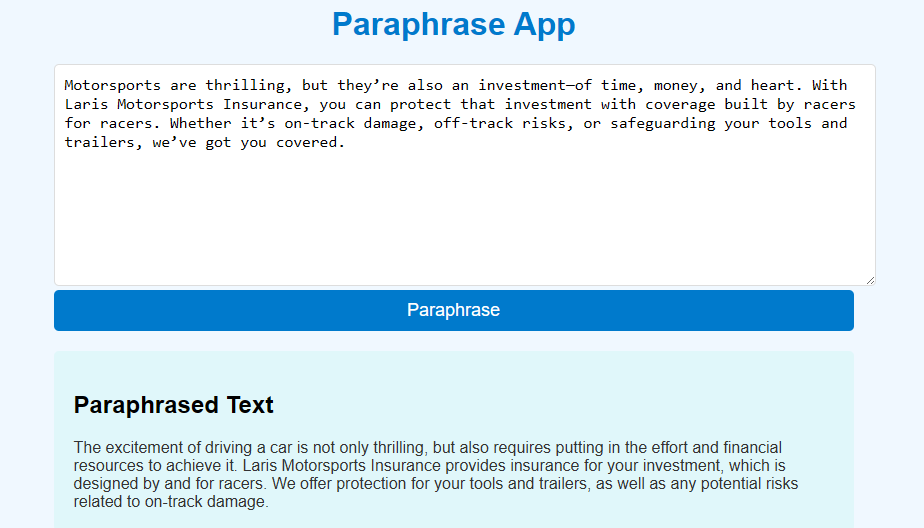 Paraphrase App
Motorsports are thrilling, but they’re also an investment—of time, money, and heart. With
Laris Motorsports Insurance, you can protect that investment with coverage built by racers
for racers. Whether it’s on-track damage, off-track risks, or safeguarding your tools and
trailers, we’ve got you covered.
Paraphrase
Paraphrased Text
The excitement of driving a car is not only thrilling, but also requires putting in the effort and financial
resources to achieve it. Laris Motorsports Insurance provides insurance for your investment, which is
designed by and for racers. We offer protection for your tools and trailers, as well as any potential risks
related to on-track damage.